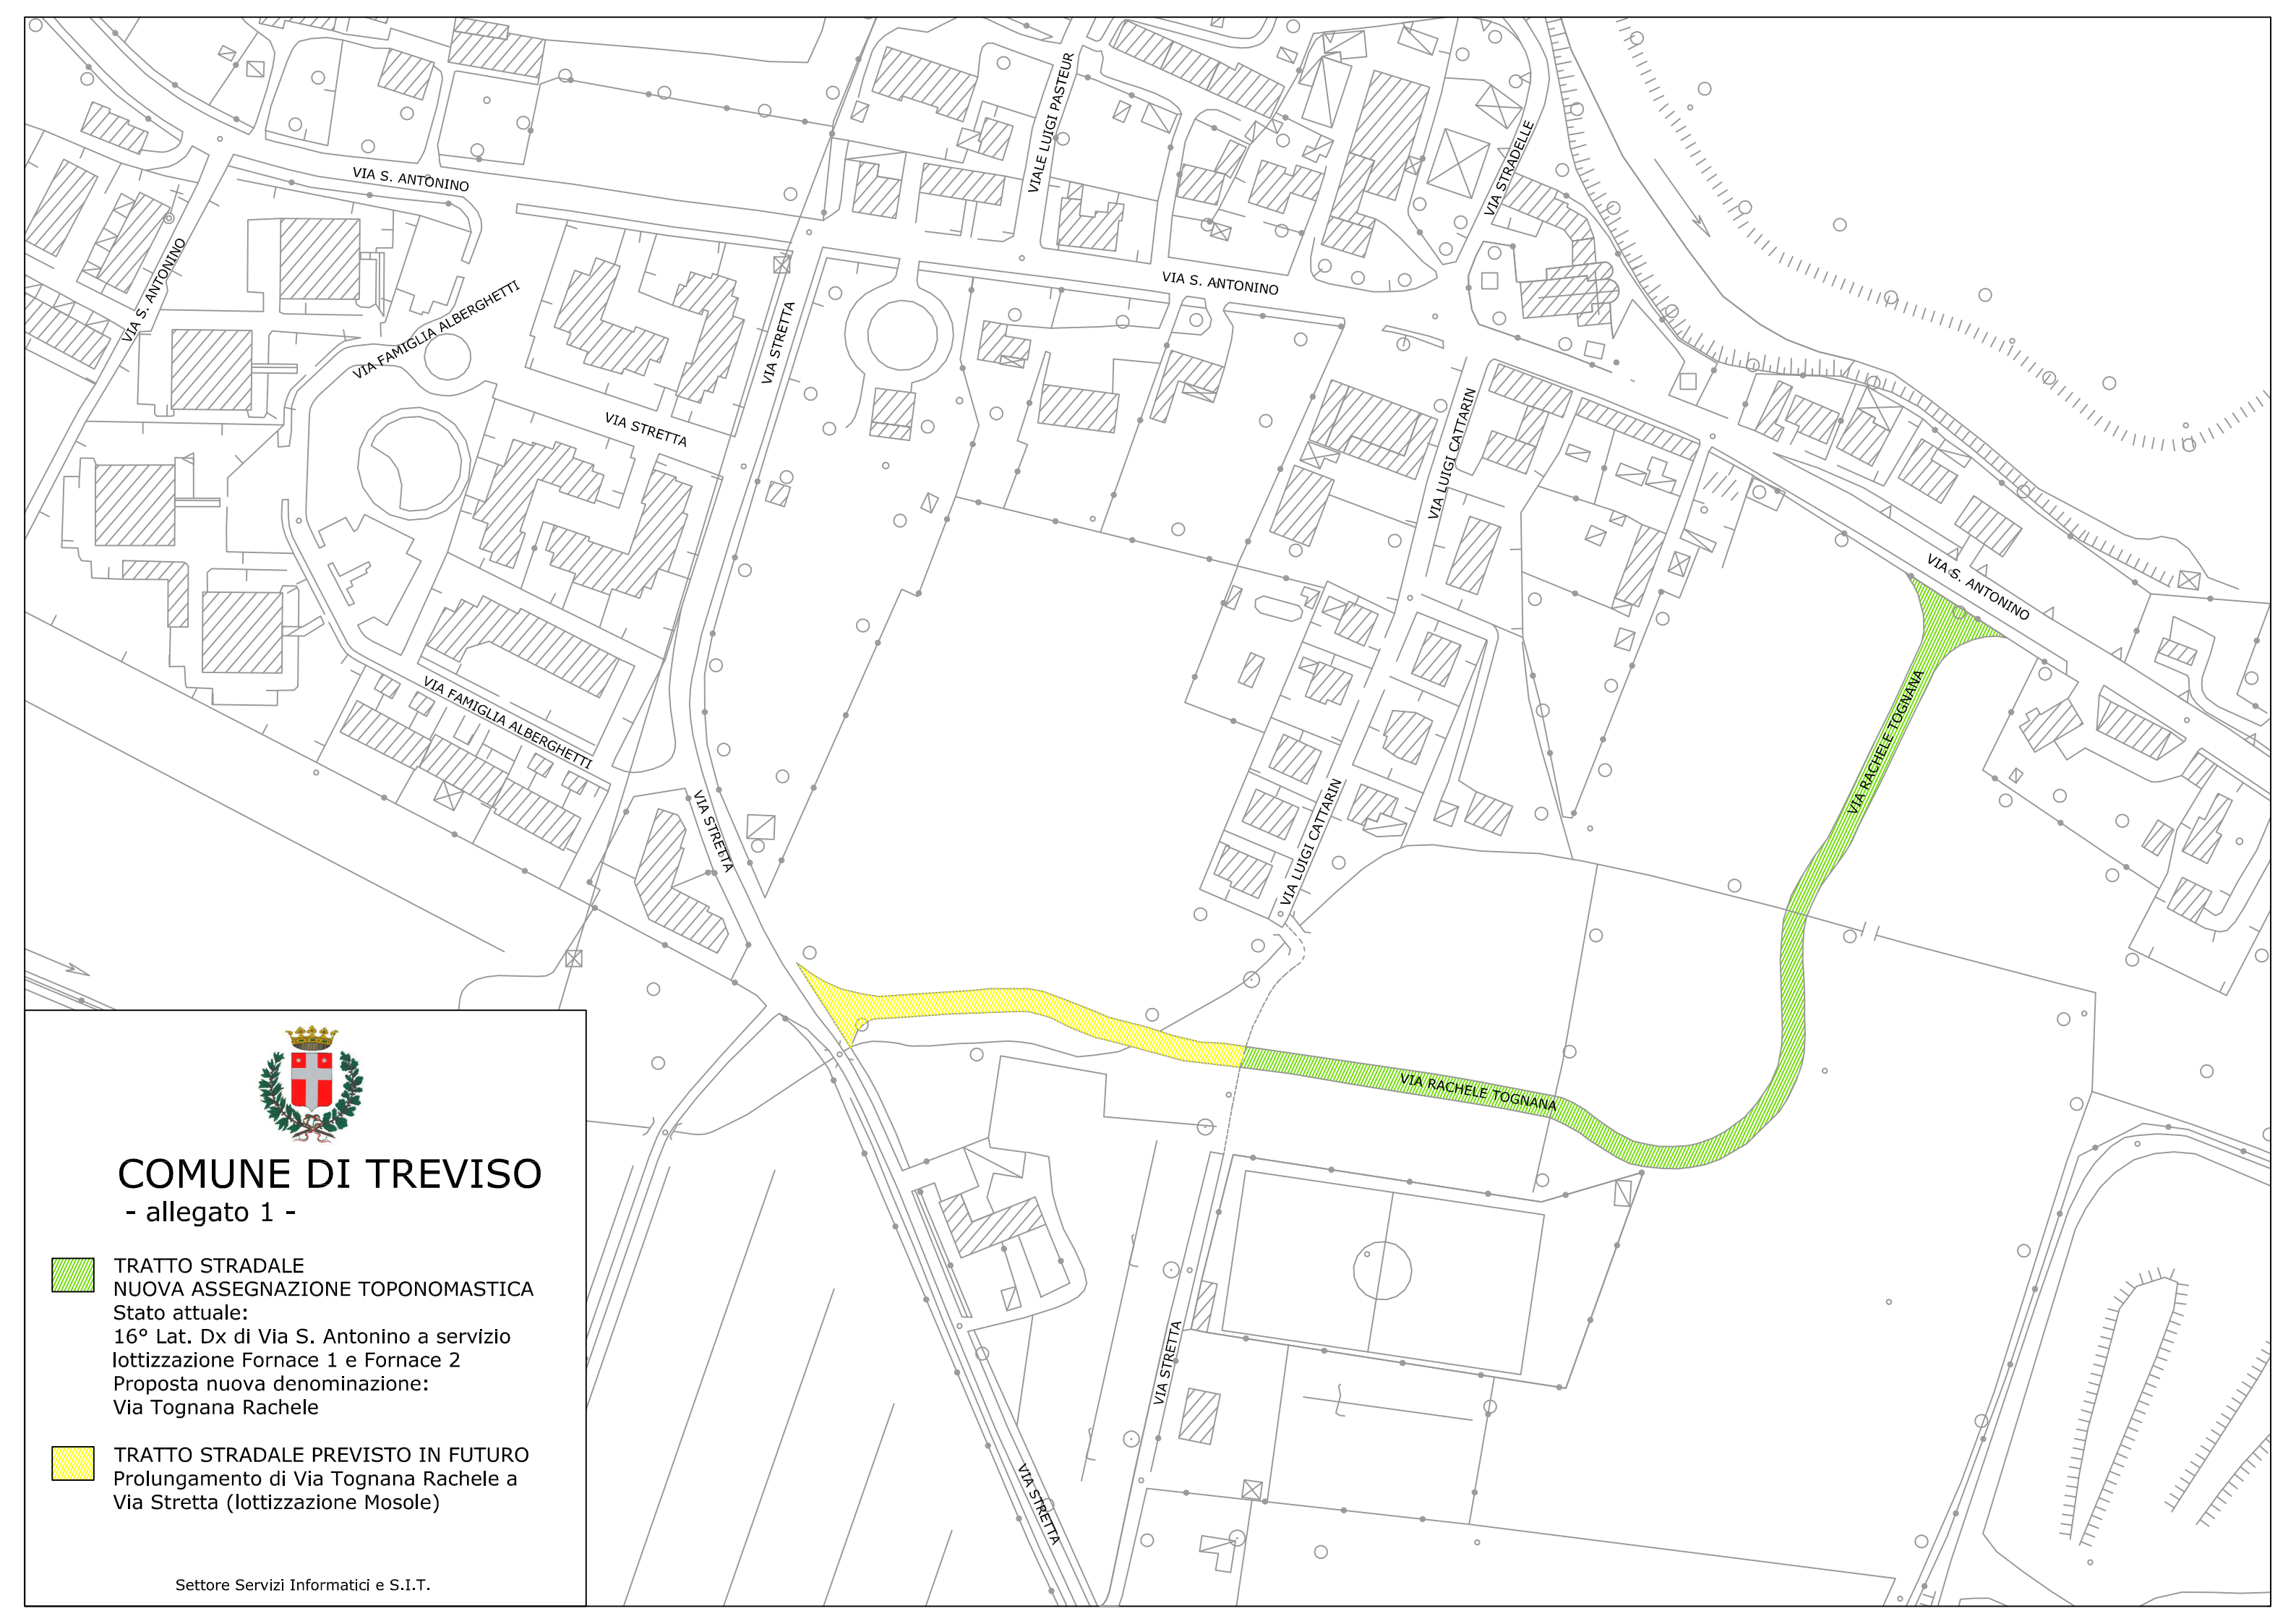 VIALE LUIGI PASTEUR
VIA STRADELLE
VIA S. ANTONINO
VIA S. ANTONINO
VIA S. ANTONINO
VIA FAMIGLIA ALBERGHETTI
VIA STRETTA
VIA STRETTA
VIA LUIGI CATTARIN
VIA S. ANTONINO
VIA FAMIGLIA ALBERGHETTI
VIA RACHELE TOGNANA
VIA STRETTA
VIA LUIGI CATTARIN
VIA RACHELE TOGNANA
VIA STRETTA
VIA STRETTA
COMUNE DI TREVISO
- allegato 1 -
TRATTO STRADALE
NUOVA ASSEGNAZIONE TOPONOMASTICA
Stato attuale:
16° Lat. Dx di Via S. Antonino a servizio
lottizzazione Fornace 1 e Fornace 2
Proposta nuova denominazione:
Via Tognana Rachele
TRATTO STRADALE PREVISTO IN FUTURO
Prolungamento di Via Tognana Rachele a
Via Stretta (lottizzazione Mosole)
Settore Servizi Informatici e S.I.T.